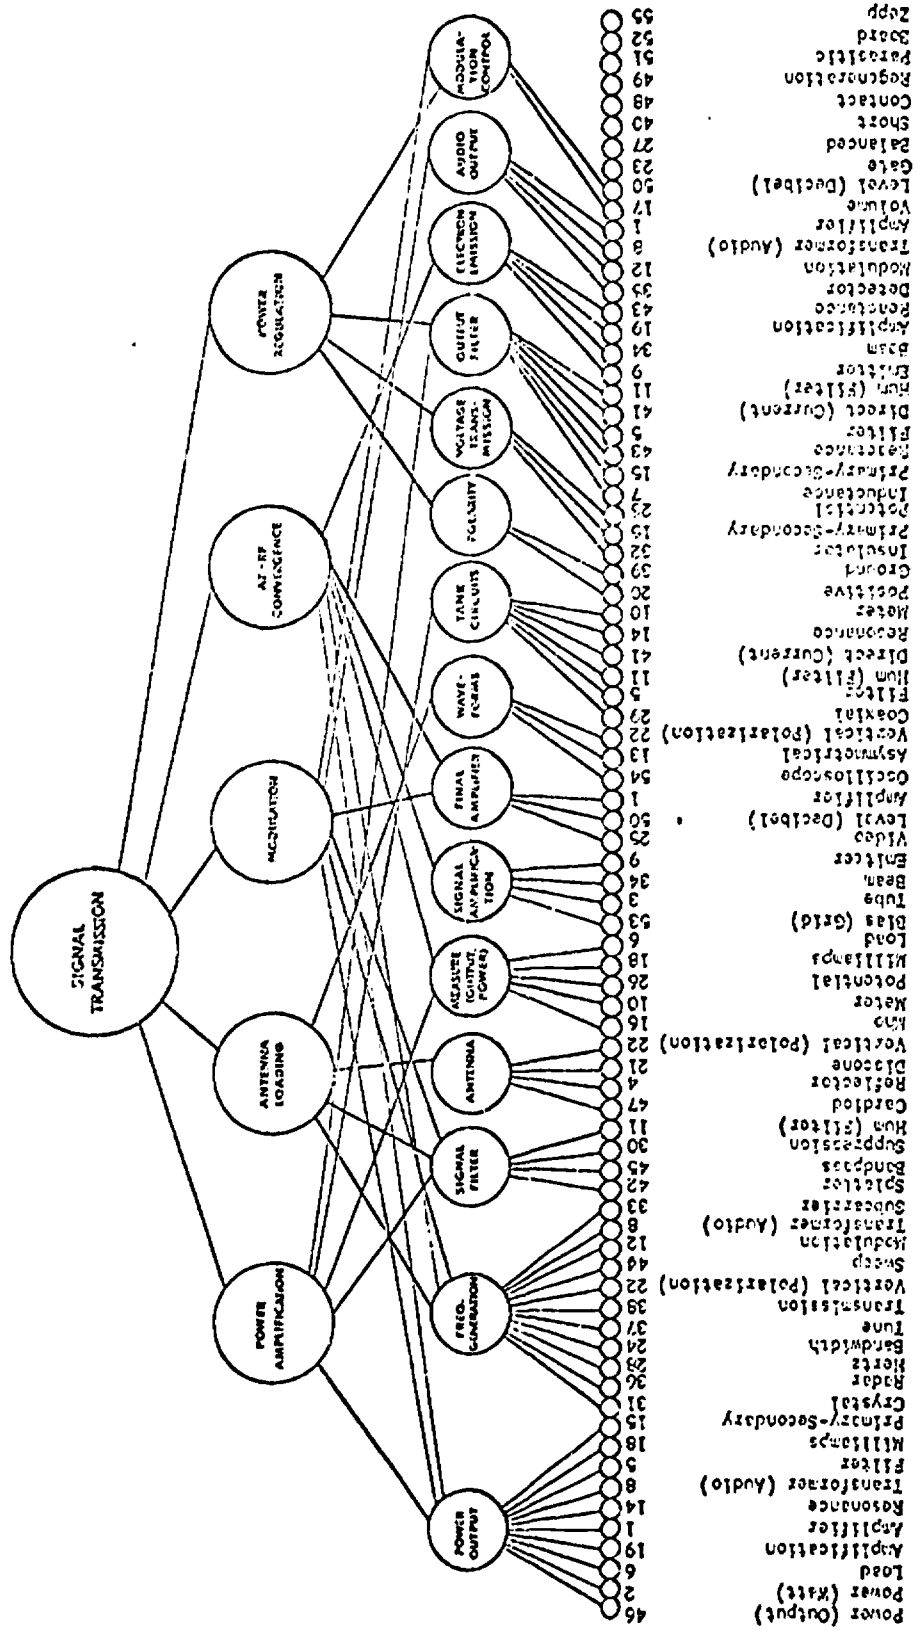 SIGNAL
TRANSMISSION
POWER
AMPLIFICATION
ANTENNA
LOADING
MODULATION
AF-RF
CONVERGENCE
POWER
REGULATION
POWER
OUTPUT
FREQ.
GENERATION
SIGNAL
FILTER
ANTENNA
MEASURE
(OUTPUT
POWER)
SIGNAL
AMPLIFICA-
TION
FINAL
AMPLIFIER
WAVE-
FORMS
TANK
CIRCUITS
POLARITY
VOLTAGE
TRANS-
MISSION
OUTPUT
FILTER
ELECTRON
EMISSION
AUDIO
OUTPUT
MODULA-
TION
CONTROL
Power (Output) 46
Power (Watt) 2
Load 6
Amplification 19
Amplifier 1
Resonance 14
Transformer (Audio) 8
Filter 5
Milliamps 18
Primary-Secondary 15
Crystal 31
Radar 36
Hertz 28
Bandwidth 24
Tune 37
Transmission 38
Vertical (Polarization) 22
Sweep 44
Modulation 12
Transformer (Audio) 8
Subcarrier 33
Splatter 42
Bandpass 45
Suppression 30
Hum (Filter) 11
Cardiod 47
Reflector 4
Discone 21
Vertical (Polarization) 22
Mho 16
Meter 10
Potential 26
Milliamps 18
Load 6
Bias (Grid) 53
Tube 3
Beam 34
Emitter 9
Video 25
Level (Decibel) 50
Amplifier 1
Oscilloscope 54
Asymmetrical 13
Vertical (Polarization) 22
Coaxial 29
Filter 5
Hum (Filter) 11
Direct (Current) 41
Resonance 14
Meter 10
Positive 20
Ground 39
Insulator 32
Primary-Secondary 15
Potential
Inductance 7
Primary-Secondary 15
Reactance 43
Filter 5
Direct (Current) 41
Hum (Filter) 11
Emitter 9
Beam 34
Amplification 19
Reactance 43
Detector 35
Modulation 12
Transformer (Audio) 8
Amplifier 1
Volume 17
Level (Decibel) 50
Gate 23
Balanced 27
Short 40
Contact 48
Regeneration 49
Parasitic 51
Board 52
Zepp 55